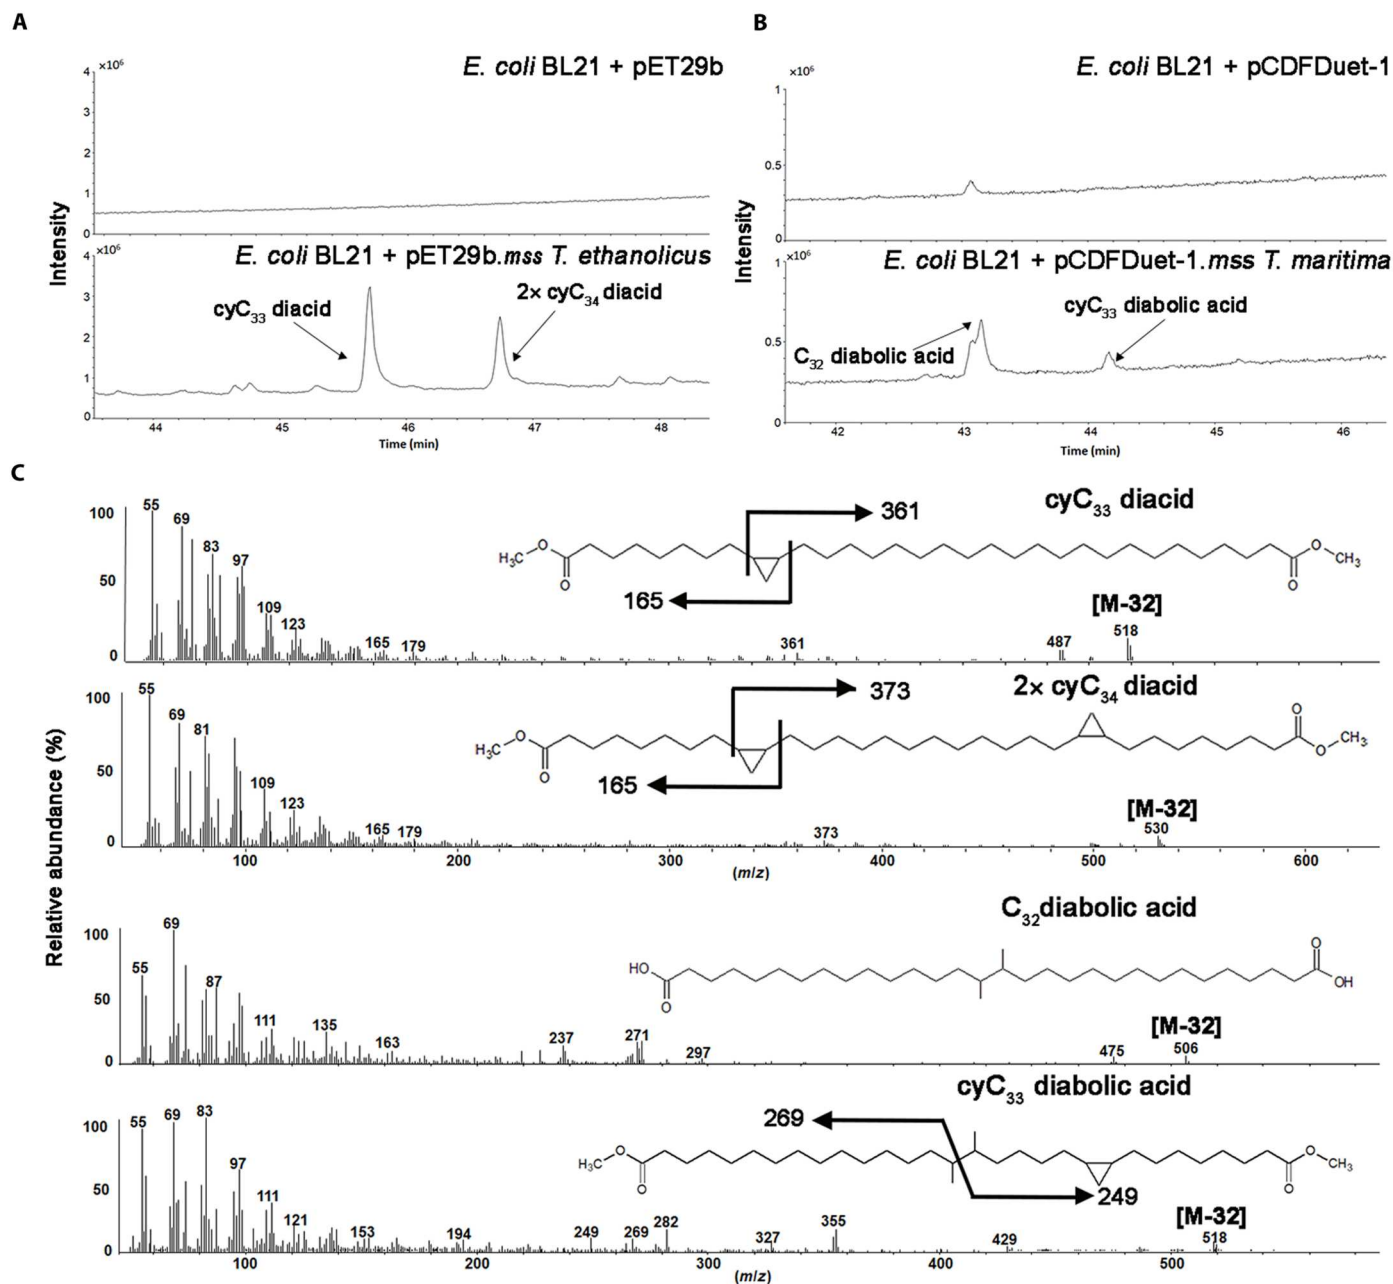 A
E. coli BL21 + pET29b
×10⁶
4
3
2
1
0
×10⁶
E. coli BL21 + pET29b.mss T. ethanolicus
4
3
2
1
0
cyC₃₃ diacid
2× cyC₃₄ diacid
44
45
46
47
48
Time (min)
Intensity
B
E. coli BL21 + pCDFDuet-1
×10⁶
1
0.5
0
×10⁶
E. coli BL21 + pCDFDuet-1.mss T. maritima
1
0.5
0
C₃₂ diabolic acid
cyC₃₃ diabolic acid
42
43
44
45
46
Time (min)
Intensity
C
Relative abundance (%)
cyC₃₃ diacid
100
50
0
55
69
83
97
109
123
165
179
361
487
518
[M-32]
361
165
H₃C
O
O
O
O
CH₃
2× cyC₃₄ diacid
100
50
0
55
69
81
109
123
165
179
373
530
[M-32]
373
165
H₃C
O
O
O
O
CH₃
100
200
300
400
500
600
(m/z)
C₃₂diabolic acid
100
50
0
55
69
87
111
135
163
237
271
297
475
506
[M-32]
HO
O
O
OH
cyC₃₃ diabolic acid
100
50
0
55
69
83
97
111
121
153
194
249
269
282
327
355
429
518
[M-32]
269
249
H₃C
O
O
O
O
CH₃
100
200
300
400
500
(m/z)